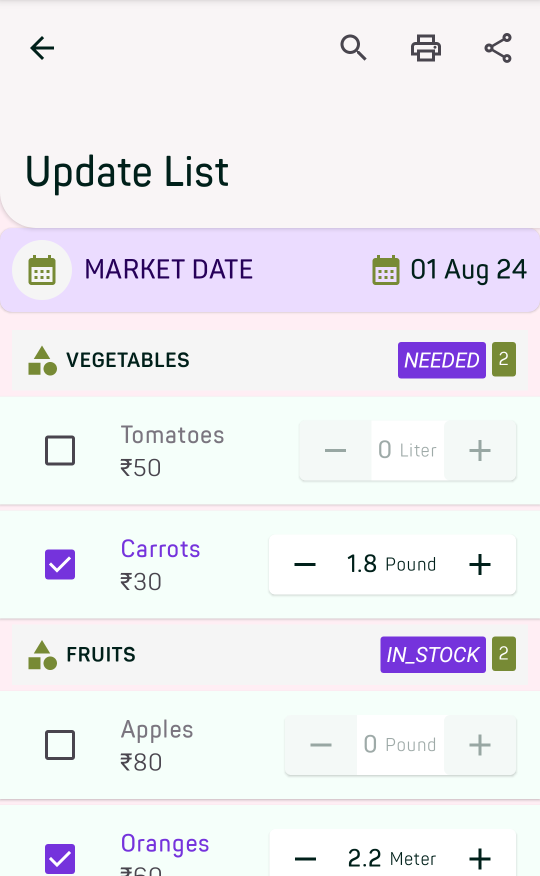 Update List
MARKET DATE 01 Aug 24
VEGETABLES NEEDED 2
Tomatoes
₹50
0 Liter
Carrots
₹30
1.8 Pound
FRUITS IN_STOCK 2
Apples
₹80
0 Pound
Oranges
₹60
2.2 Meter